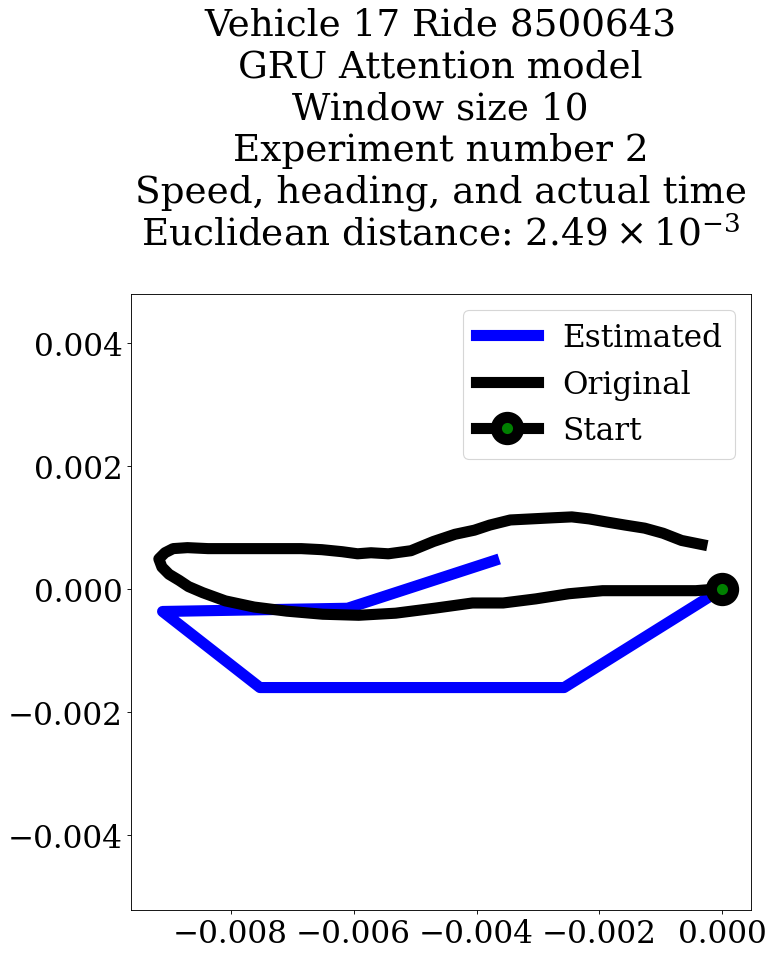 Vehicle 17 Ride 8500643
GRU Attention model
Window size 10
Experiment number 2
Speed, heading, and actual time
Euclidean distance: 2.49 × 10⁻³
Estimated
Original
Start
0.004
0.002
0.000
−0.002
−0.004
−0.008 −0.006 −0.004 −0.002 0.000